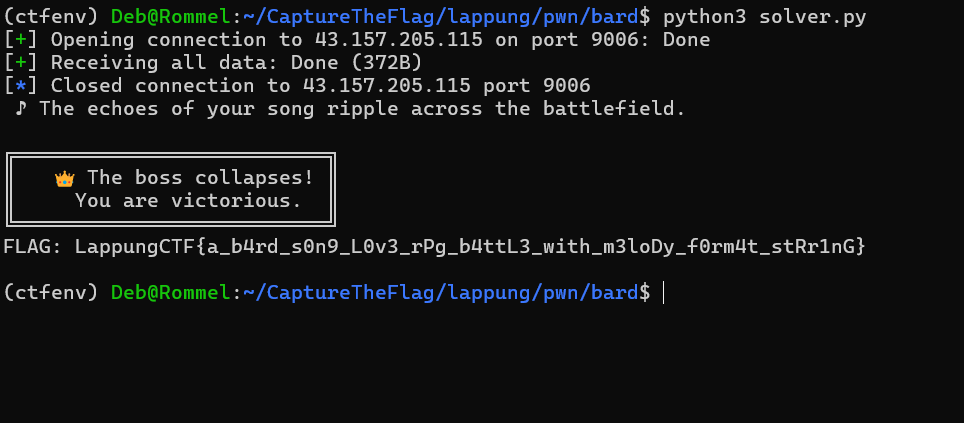 (ctfenv) Deb@Rommel:~/CaptureTheFlag/lappung/pwn/bard$ python3 solver.py
[+] Opening connection to 43.157.205.115 on port 9006: Done
[+] Receiving all data: Done (372B)
[*] Closed connection to 43.157.205.115 port 9006
♪ The echoes of your song ripple across the battlefield.
👑 The boss collapses!
You are victorious.
FLAG: LappungCTF{a_b4rd_s0n9_L0v3_rPg_b4ttL3_with_m3loDy_f0rm4t_stRr1nG}
(ctfenv) Deb@Rommel:~/CaptureTheFlag/lappung/pwn/bard$